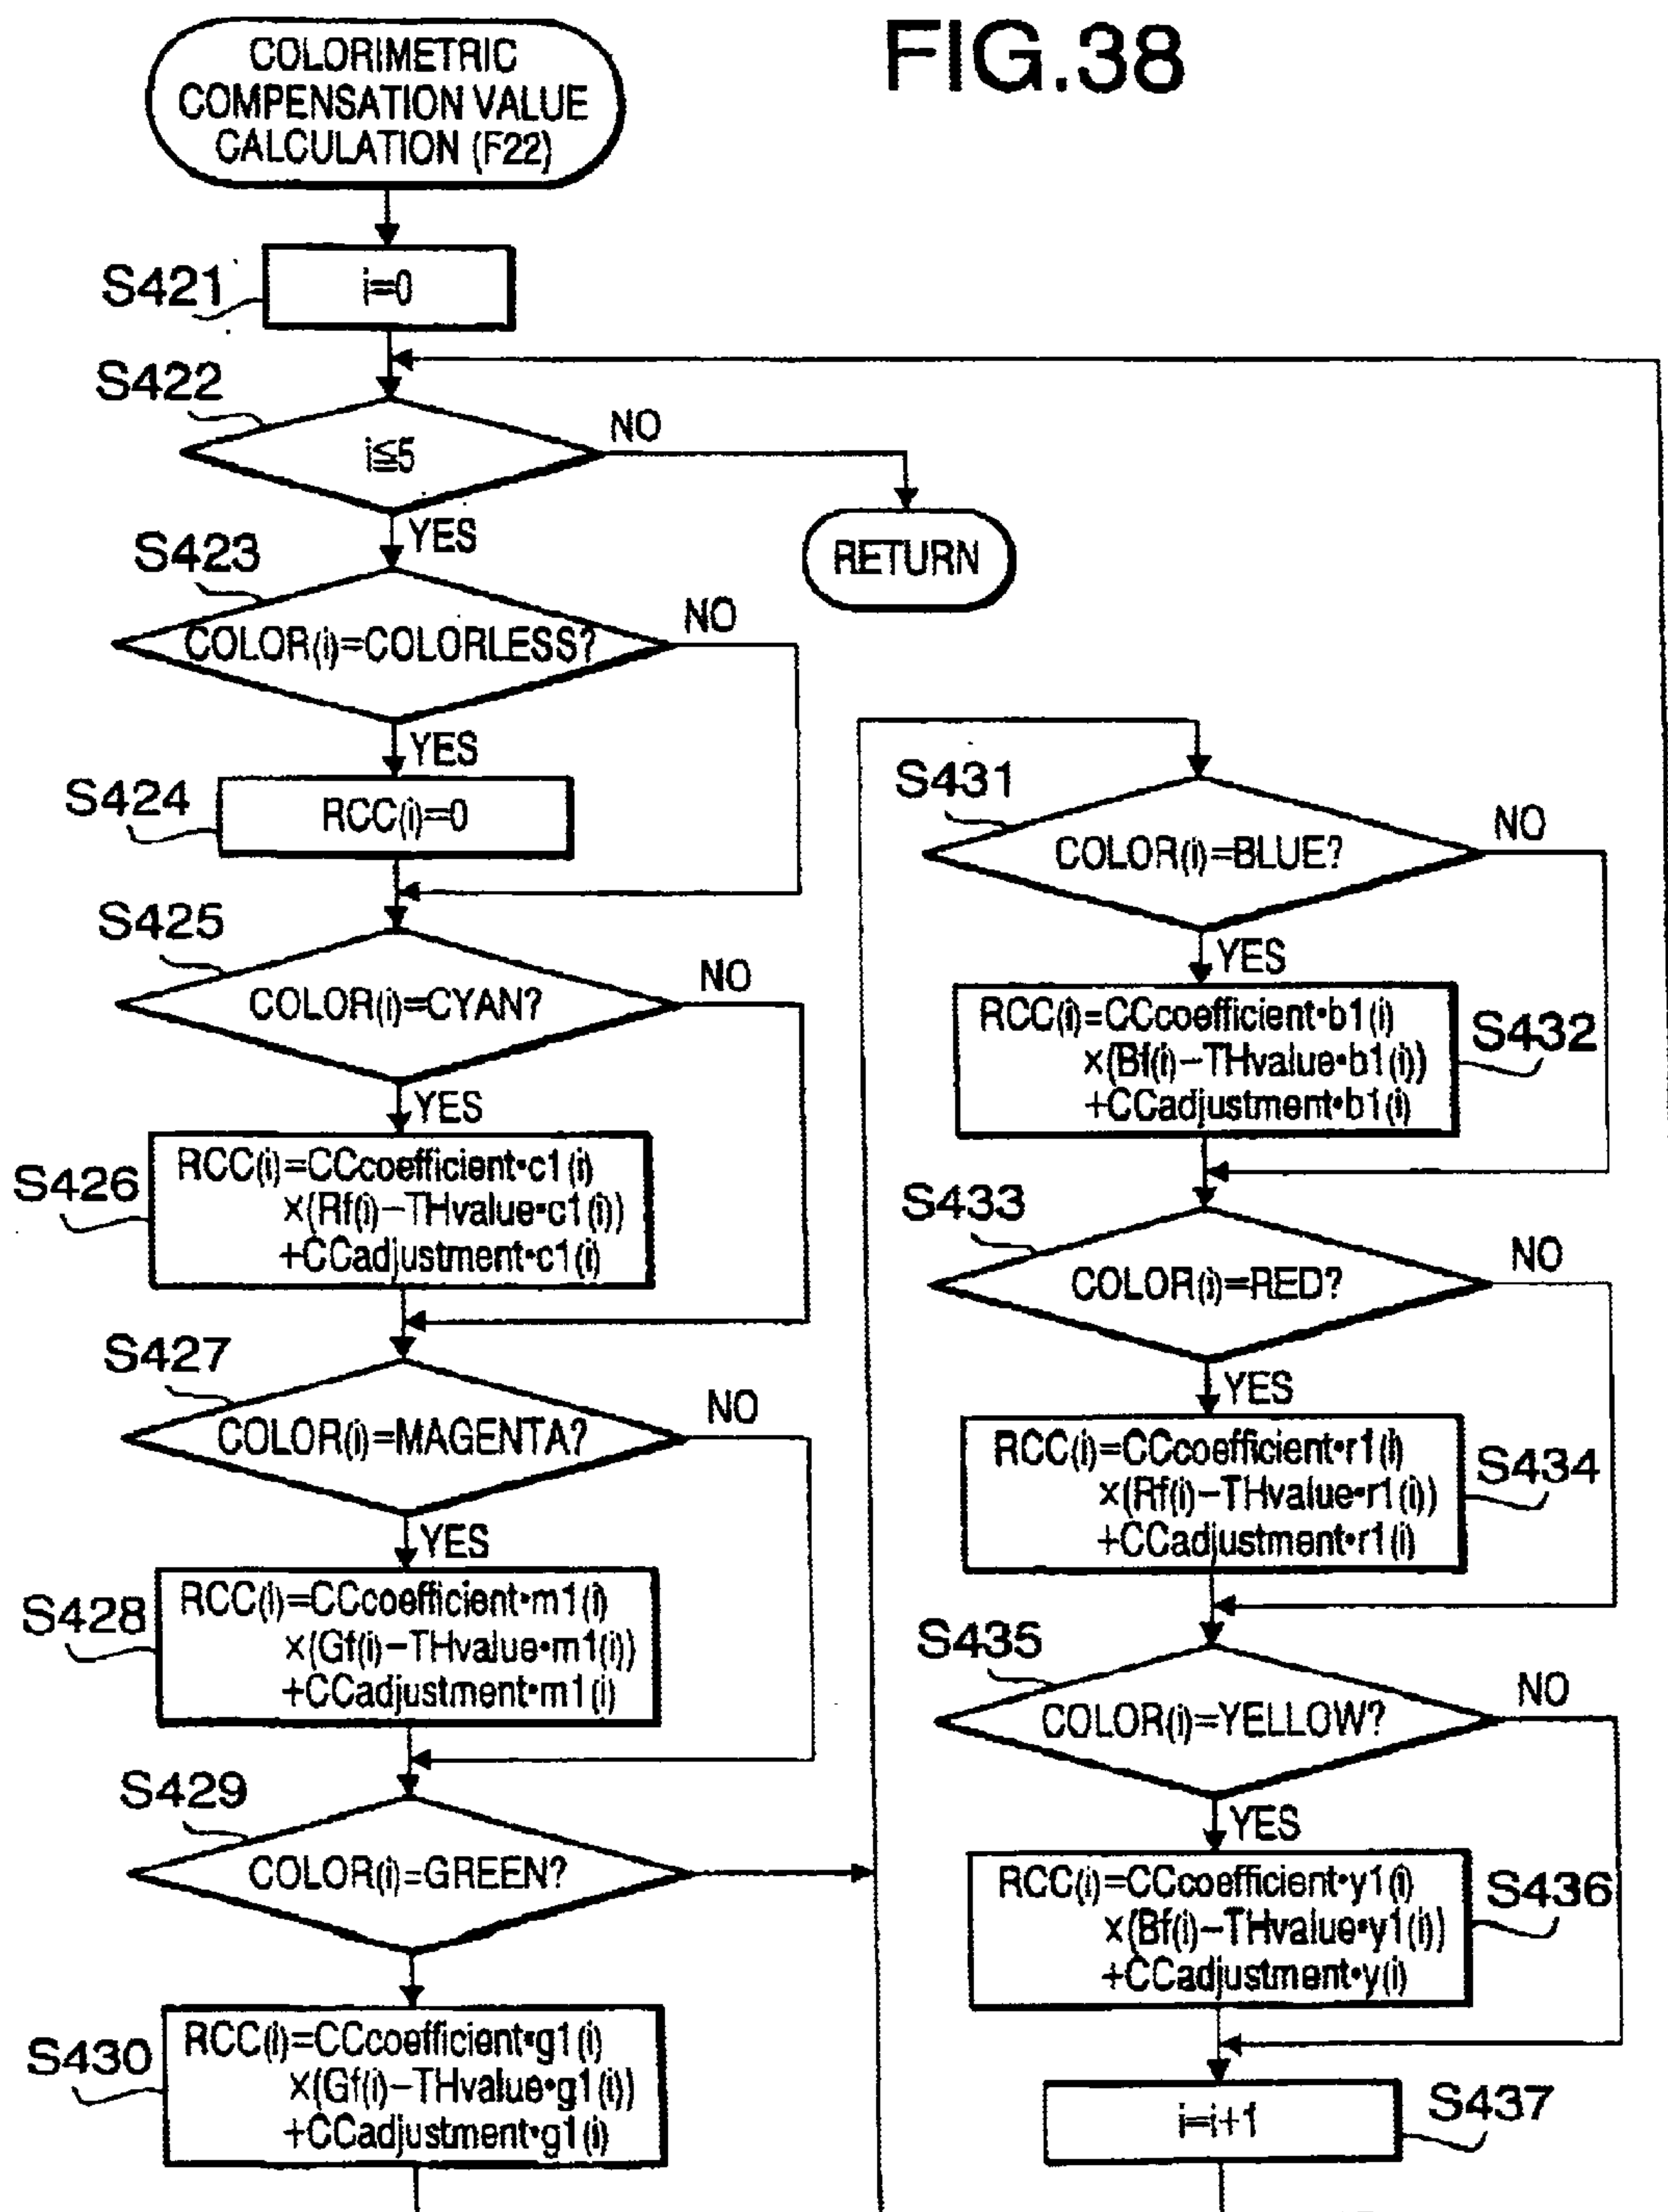 FIG.38
COLORIMETRIC
COMPENSATION VALUE
CALCULATION (F22)
S421
i=0
S422
i≦5
NO
YES
RETURN
S423
COLOR(i)=COLORLESS?
NO
YES
S424
RCC(i)=0
S425
COLOR(i)=CYAN?
NO
YES
S426
RCC(i)=CCcoefficient•c1(i)
×(Rf(i)−THvalue•c1(i))
+CCadjustment•c1(i)
S427
COLOR(i)=MAGENTA?
NO
YES
S428
RCC(i)=CCcoefficient•m1(i)
×(Gf(i)−THvalue•m1(i))
+CCadjustment•m1(i)
S429
COLOR(i)=GREEN?
S430
RCC(i)=CCcoefficient•g1(i)
×(Gf(i)−THvalue•g1(i))
+CCadjustment•g1(i)
S431
COLOR(i)=BLUE?
NO
YES
RCC(i)=CCcoefficient•b1(i)
×(Bf(i)−THvalue•b1(i))
+CCadjustment•b1(i)
S432
S433
COLOR(i)=RED?
NO
YES
RCC(i)=CCcoefficient•r1(i)
×(Rf(i)−THvalue•r1(i))
+CCadjustment•r1(i)
S434
S435
COLOR(i)=YELLOW?
NO
YES
RCC(i)=CCcoefficient•y1(i)
×(Bf(i)−THvalue•y1(i))
+CCadjustment•y(i)
S436
i=i+1
S437